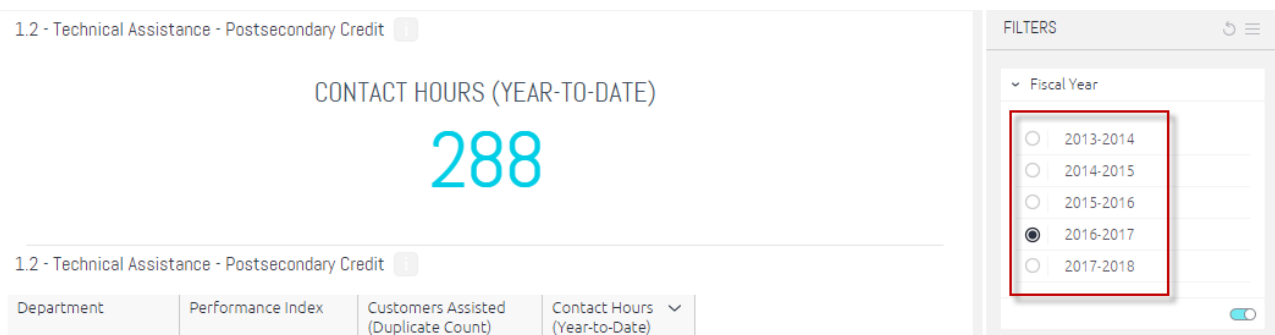 1.2 - Technical Assistance - Postsecondary Credit
CONTACT HOURS (YEAR-TO-DATE)
288
1.2 - Technical Assistance - Postsecondary Credit
Department
Performance Index
Customers Assisted
(Duplicate Count)
Contact Hours
(Year-to-Date)
FILTERS
Fiscal Year
2013-2014
2014-2015
2015-2016
2016-2017
2017-2018